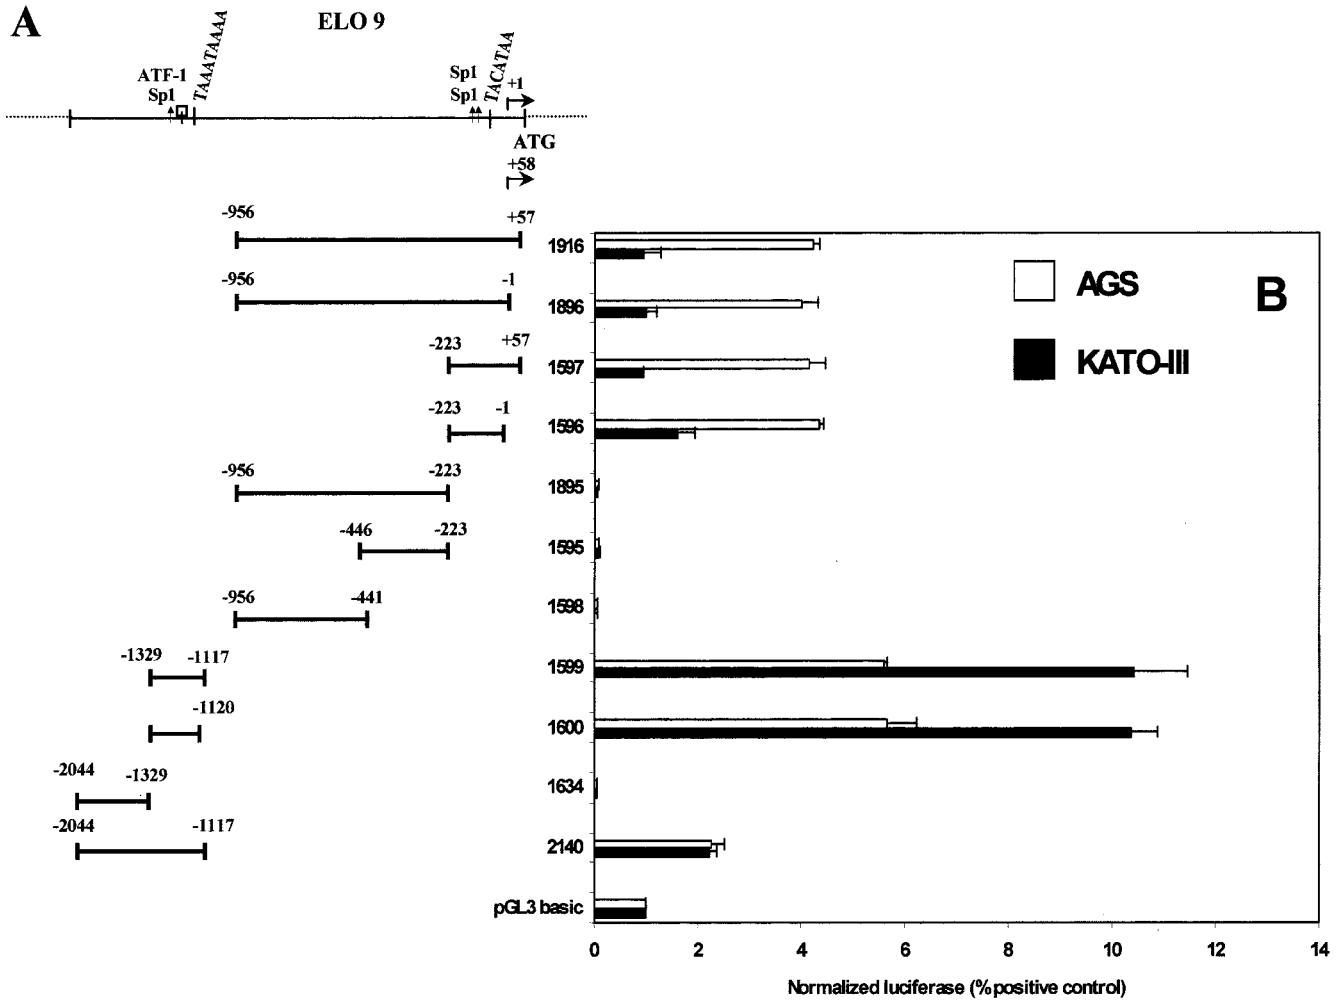 A
ELO 9
TAAATAAAA
ATF-1
Sp1
Sp1
Sp1
TACATAA
+1
ATG
+58
-956
+57
-956
-1
-223
+57
-223
-1
-956
-223
-446
-223
-956
-441
-1329
-1117
-1120
-2044
-1329
-2044
-1117
B
AGS
KATO-III
1916
1896
1597
1596
1895
1595
1598
1599
1600
1634
2140
pGL3 basic
0 2 4 6 8 10 12 14
Normalized luciferase (% positive control)